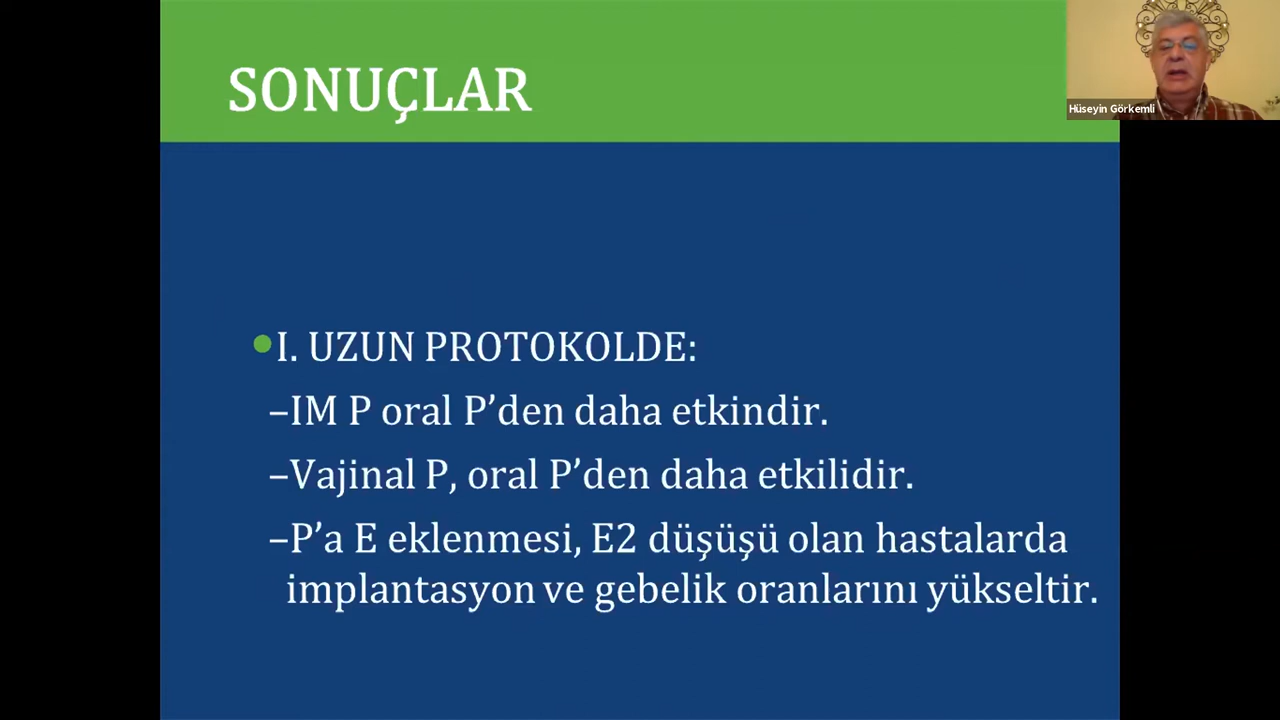 SONUÇLAR
Hüseyin Görkemli
•I. UZUN PROTOKOLDE:
–IM P oral P’den daha etkindir.
–Vajinal P, oral P’den daha etkilidir.
–P’a E eklenmesi, E2 düşüşü olan hastalarda
implantasyon ve gebelik oranlarını yükseltir.